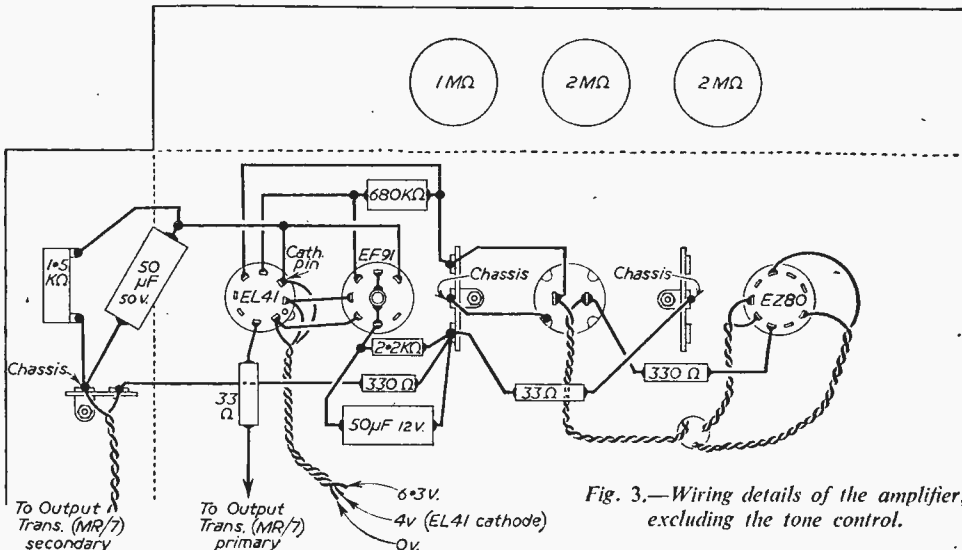 1MΩ
2MΩ
2MΩ
680KΩ
Cath. pin
EF91
1·5 KΩ
50 µF 50 v.
EL41
Chassis
Chassis
EZ80
2·2KΩ
Chassis
330 Ω
33 Ω
33 Ω
330 Ω
50µF 12v.
6·3v.
4v (EL41 cathode)
0v.
To Output
Trans. (MR/7)
secondary
To Output
Trans. (MR/7)
primary
Fig. 3.—Wiring details of the amplifier,
excluding the tone control.